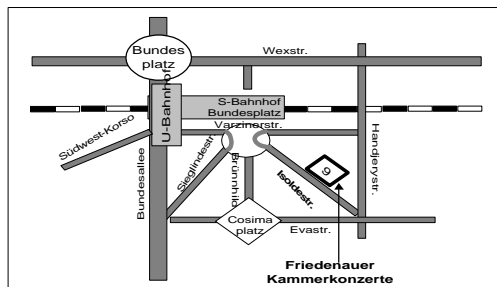 Bundes
platz
Wexstr.
U-Bahnhof
S-Bahnhof
Bundesplatz
Varzinerstr.
Südwest-Korso
Handjerystr.
Bundesallee
Sieglindestr.
Brünnhild
Isoldestr.
9
Cosima
platz
Evastr.
Friedenauer
Kammerkonzerte